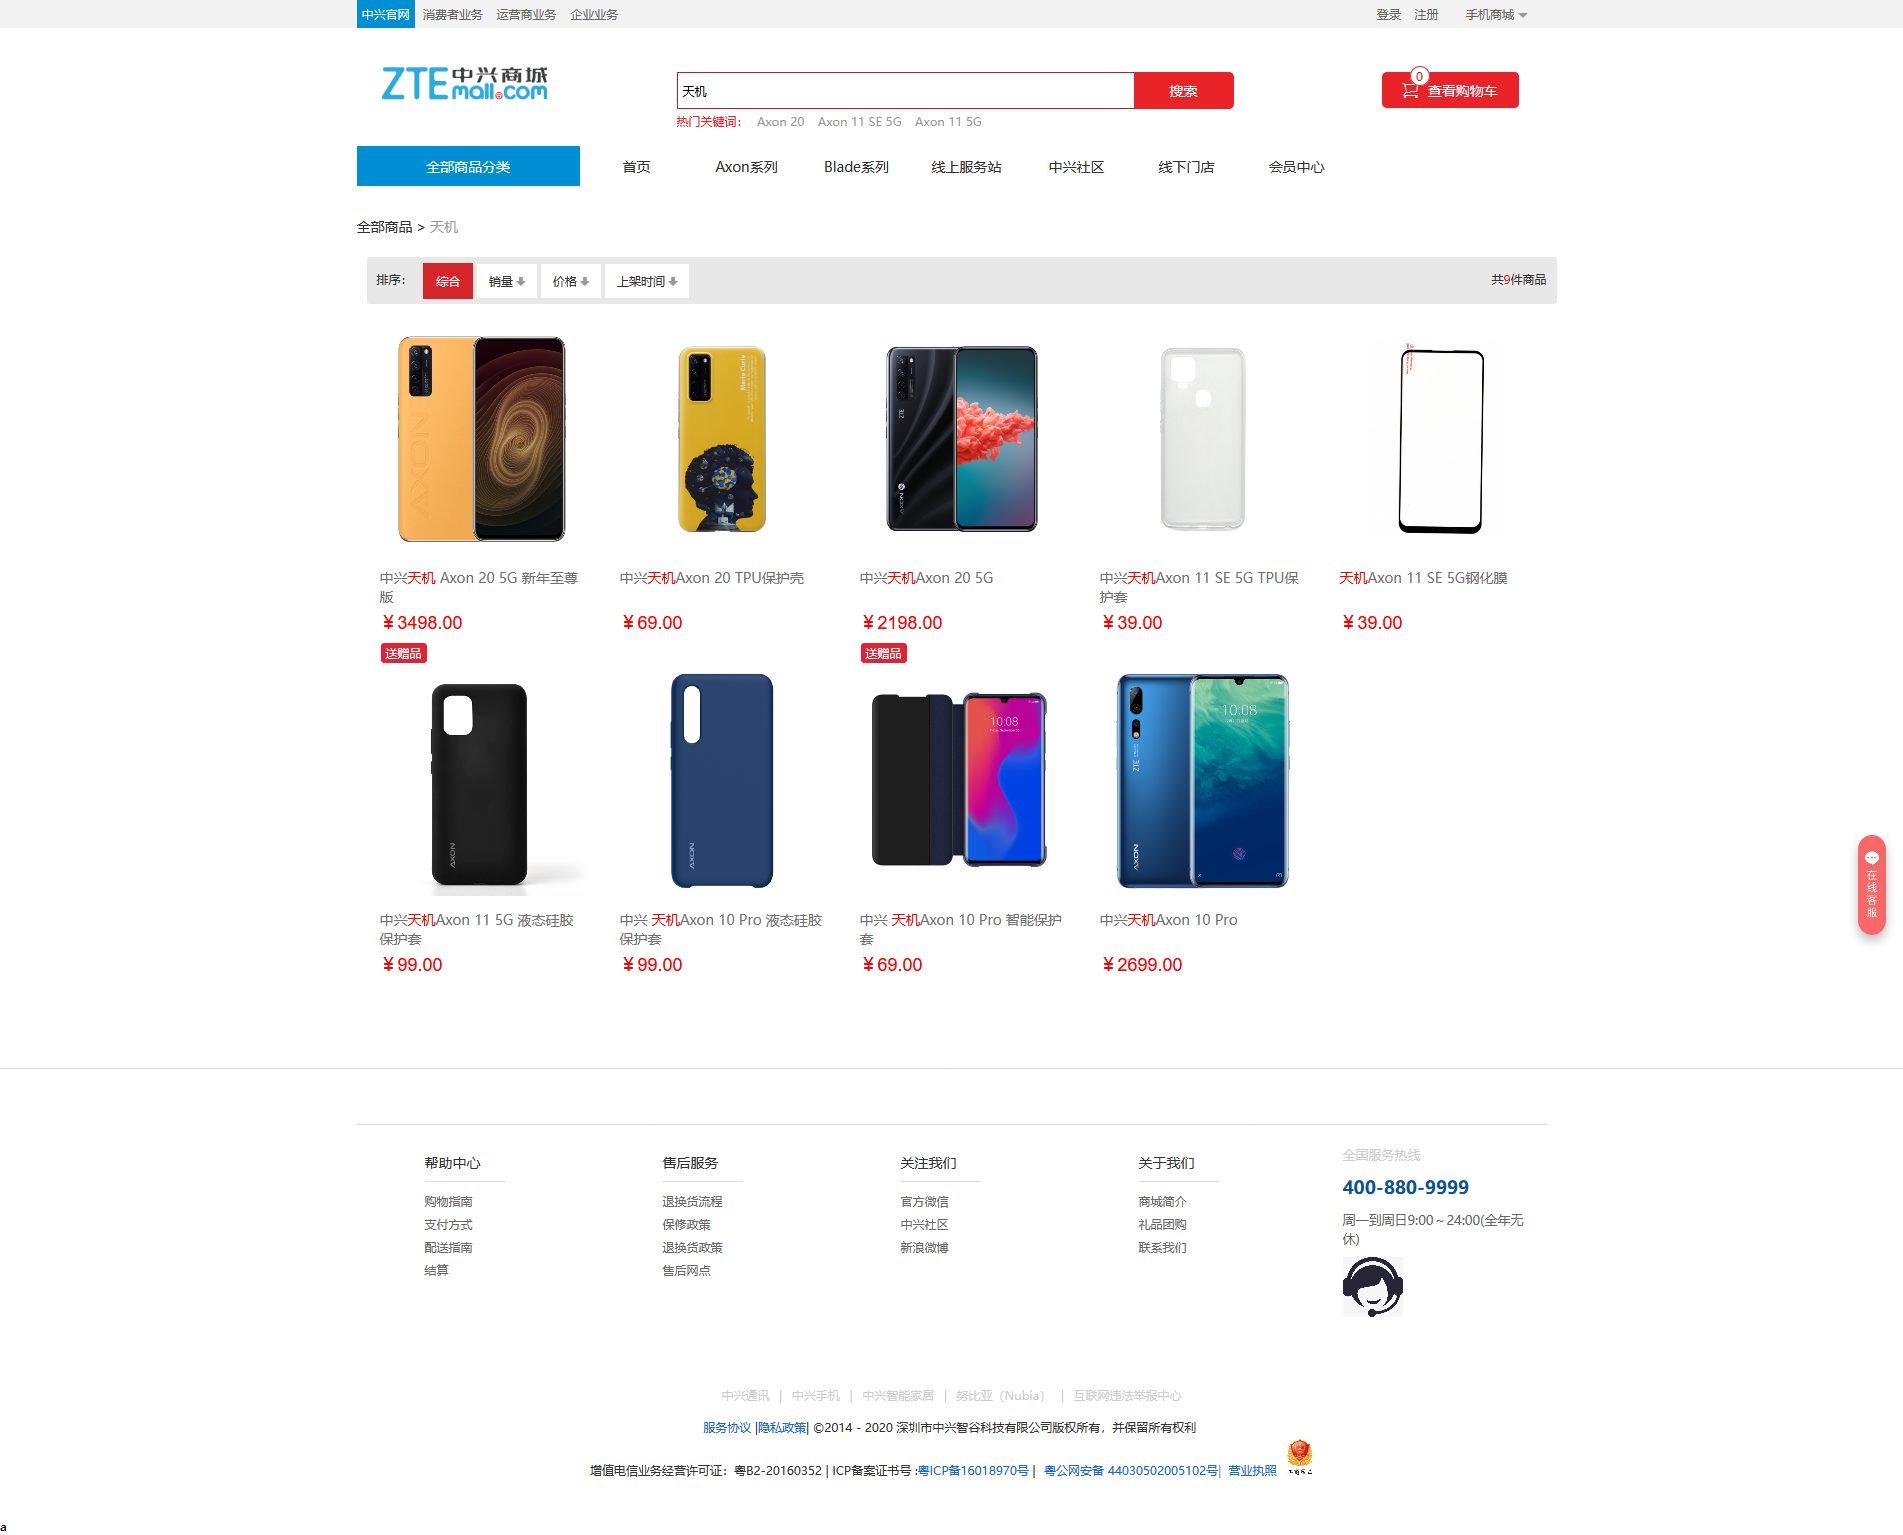 中兴官网 消费者业务 运营商业务 企业业务 登录 注册 手机商城
ZTE中兴商城
mall.com
天机 搜索
0
查看购物车
热门关键词： Axon 20 Axon 11 SE 5G Axon 11 5G
全部商品分类 首页 Axon系列 Blade系列 线上服务站 中兴社区 线下门店 会员中心
全部商品 > 天机
排序： 综合 销量 价格 上架时间 共9件商品
AXON
Marie Curie
ZTE
AXON
中兴天机 Axon 20 5G 新年至尊版
￥3498.00
送赠品
中兴天机Axon 20 TPU保护壳
￥69.00
中兴天机Axon 20 5G
￥2198.00
送赠品
中兴天机Axon 11 SE 5G TPU保护套
￥39.00
天机Axon 11 SE 5G钢化膜
￥39.00
AXON
AXON
10:08
10:08
ZTE
AXON
中兴天机Axon 11 5G 液态硅胶保护套
￥99.00
中兴 天机Axon 10 Pro 液态硅胶保护套
￥99.00
中兴 天机Axon 10 Pro 智能保护套
￥69.00
中兴天机Axon 10 Pro
￥2699.00
在线客服
帮助中心
购物指南
支付方式
配送指南
结算
售后服务
退换货流程
保修政策
退换货政策
售后网点
关注我们
官方微信
中兴社区
新浪微博
关于我们
商城简介
礼品团购
联系我们
全国服务热线
400-880-9999
周一到周日9:00～24:00(全年无休)
中兴通讯 | 中兴手机 | 中兴智能家居 | 努比亚（Nubia） | 互联网违法举报中心
服务协议 |隐私政策| ©2014 - 2020 深圳市中兴智谷科技有限公司版权所有，并保留所有权利
增值电信业务经营许可证：粤B2-20160352 | ICP备案证书号:粤ICP备16018970号 | 粤公网安备 44030502005102号| 营业执照
a